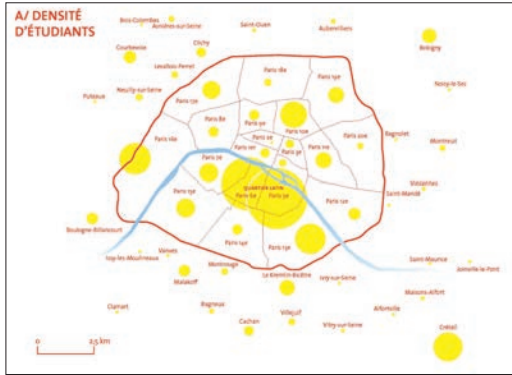 A/ DENSITÉ
D'ÉTUDIANTS
Bois-Colombes
Asnières-sur-Seine
Saint-Ouen
Aubervilliers
Bobigny
Courbevoie
Clichy
Levallois-Perret
Paris 18e
Paris 19e
Noisy-le-Sec
Puteaux
Neuilly-sur-Seine
Paris 17e
Paris 8e
Paris 9e
Paris 10e
Paris 2e
Paris 20e
Bagnolet
Montreuil
Paris 16e
Paris 1er
Paris 3e
Paris 11e
Paris 7e
QUARTIER LATIN
Paris 6e
Paris 5e
Vincennes
Saint-Mandé
Paris 15e
Paris 12e
Boulogne-Billancourt
Paris 14e
Paris 13e
Issy-les-Moulineaux
Vanves
Malakoff
Montrouge
Le Kremlin-Bicêtre
Ivry-sur-Seine
Saint-Maurice
Joinville-le-Pont
Maisons-Alfort
Clamart
Bagneux
Cachan
Villejuif
Vitry-sur-Seine
Alfortville
Créteil
0
2,5 km